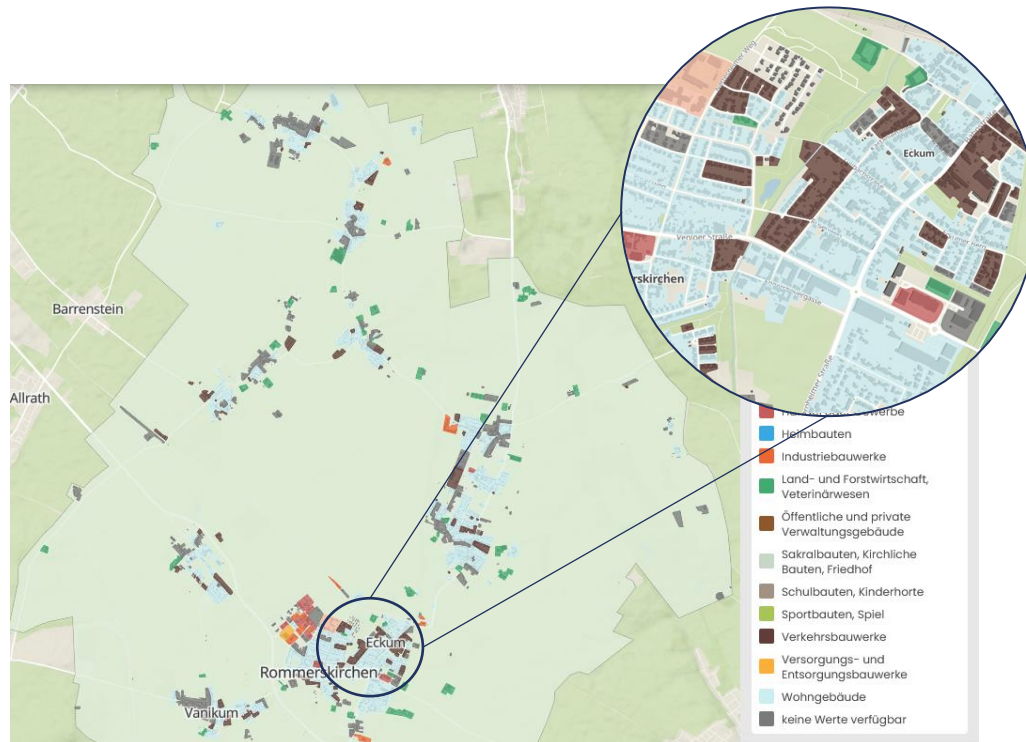 Eckum
Venloer Straße
rskirchen
Barrenstein
Allrath
Eckum
Rommerskirchen
Vanikum
Heimbauten
Industriebauwerke
Land- und Forstwirtschaft,
Veterinärwesen
Öffentliche und private
Verwaltungsgebäude
Sakralbauten, Kirchliche
Bauten, Friedhof
Schulbauten, Kinderhorte
Sportbauten, Spiel
Verkehrsbauwerke
Versorgungs- und
Entsorgungsbauwerke
Wohngebäude
keine Werte verfügbar